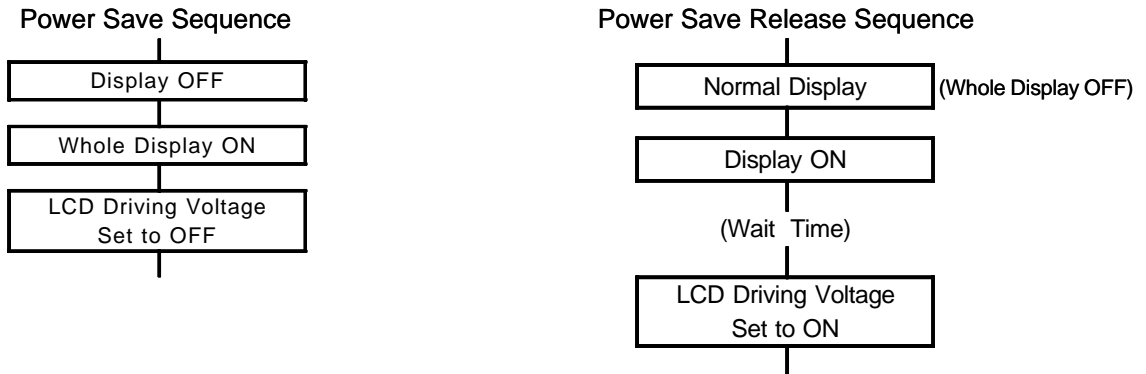 Power Save Sequence
Display OFF
Whole Display ON
LCD Driving Voltage
Set to OFF
Power Save Release Sequence
Normal Display
(Whole Display OFF)
Display ON
(Wait Time)
LCD Driving Voltage
Set to ON